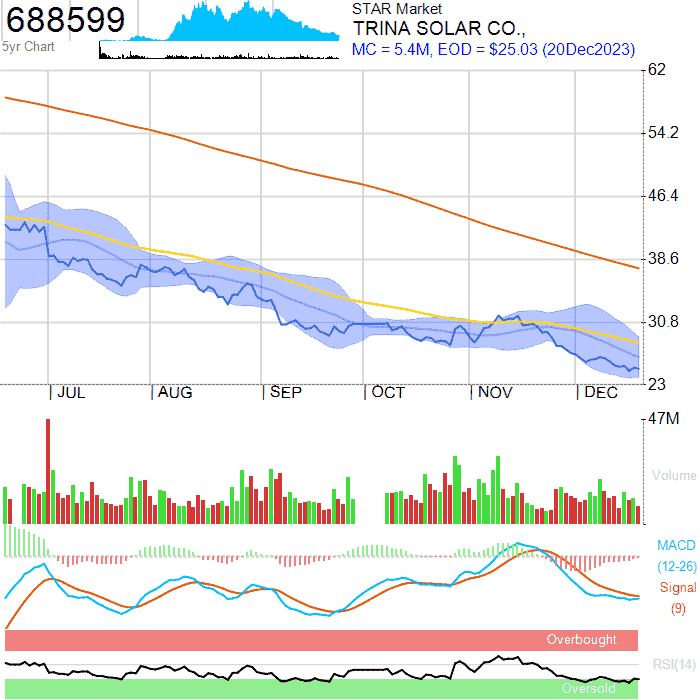 688599
5yr Chart
STAR Market
TRINA SOLAR CO.,
MC = 5.4M, EOD = $25.03 (20Dec2023)
62
54.2
46.4
38.6
30.8
23
JUL AUG SEP OCT NOV DEC
47M
Volume
MACD
(12-26)
Signal
(9)
Overbought
RSI(14)
Oversold